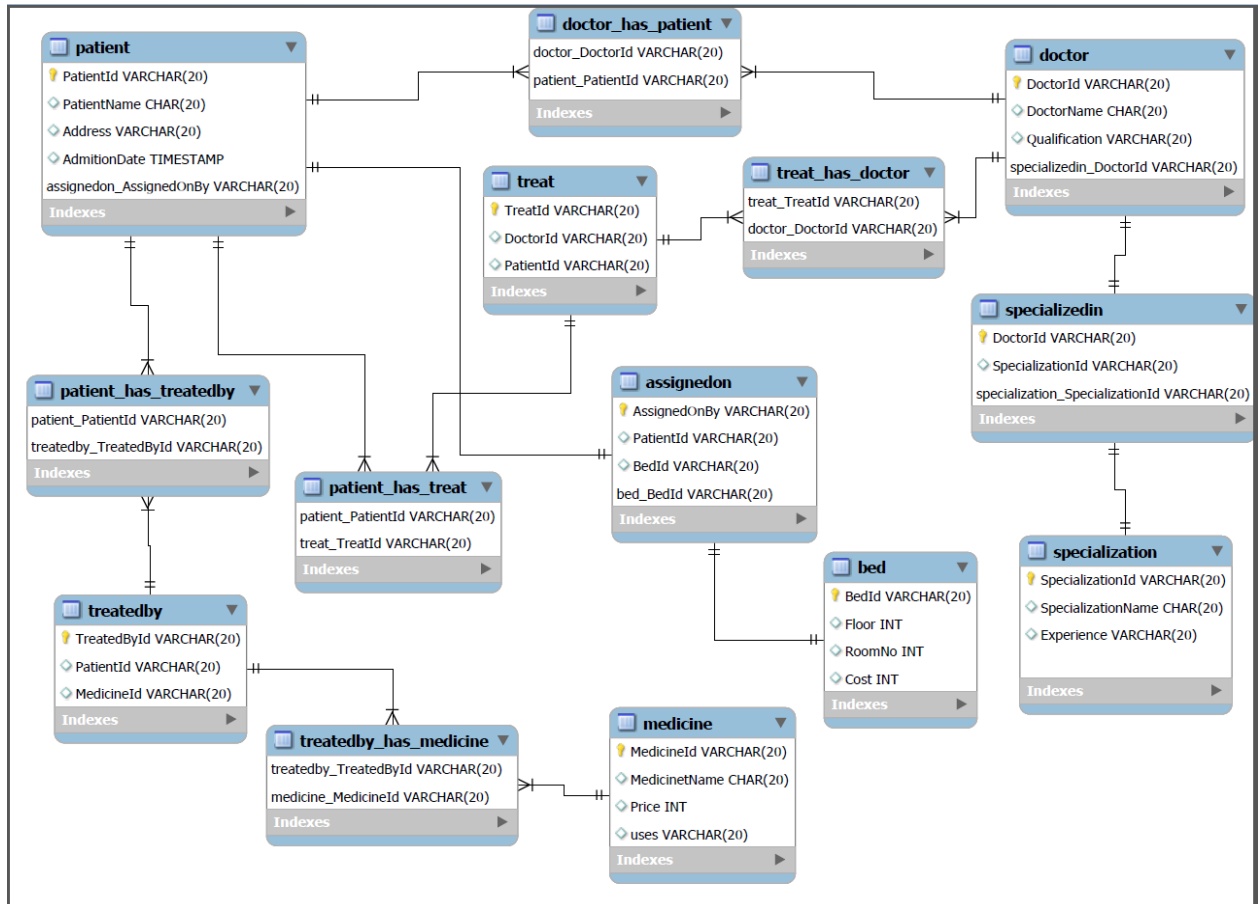 doctor_has_patient
doctor_DoctorId VARCHAR(20)
patient_PatientId VARCHAR(20)
Indexes
patient
PatientId VARCHAR(20)
PatientName CHAR(20)
Address VARCHAR(20)
AdmitionDate TIMESTAMP
assignedon_AssignedOnBy VARCHAR(20)
Indexes
doctor
DoctorId VARCHAR(20)
DoctorName CHAR(20)
Qualification VARCHAR(20)
specializedin_DoctorId VARCHAR(20)
Indexes
treat
TreatId VARCHAR(20)
DoctorId VARCHAR(20)
PatientId VARCHAR(20)
Indexes
treat_has_doctor
treat_TreatId VARCHAR(20)
doctor_DoctorId VARCHAR(20)
Indexes
specializedin
DoctorId VARCHAR(20)
SpecializationId VARCHAR(20)
specialization_SpecializationId VARCHAR(20)
Indexes
patient_has_treatedby
patient_PatientId VARCHAR(20)
treatedby_TreatedById VARCHAR(20)
Indexes
assignedon
AssignedOnBy VARCHAR(20)
PatientId VARCHAR(20)
BedId VARCHAR(20)
bed_BedId VARCHAR(20)
Indexes
patient_has_treat
patient_PatientId VARCHAR(20)
treat_TreatId VARCHAR(20)
Indexes
specialization
SpecializationId VARCHAR(20)
SpecializationName CHAR(20)
Experience VARCHAR(20)
Indexes
bed
BedId VARCHAR(20)
Floor INT
RoomNo INT
Cost INT
Indexes
treatedby
TreatedById VARCHAR(20)
PatientId VARCHAR(20)
MedicineId VARCHAR(20)
Indexes
treatedby_has_medicine
treatedby_TreatedById VARCHAR(20)
medicine_MedicineId VARCHAR(20)
Indexes
medicine
MedicineId VARCHAR(20)
MedicinetName CHAR(20)
Price INT
uses VARCHAR(20)
Indexes